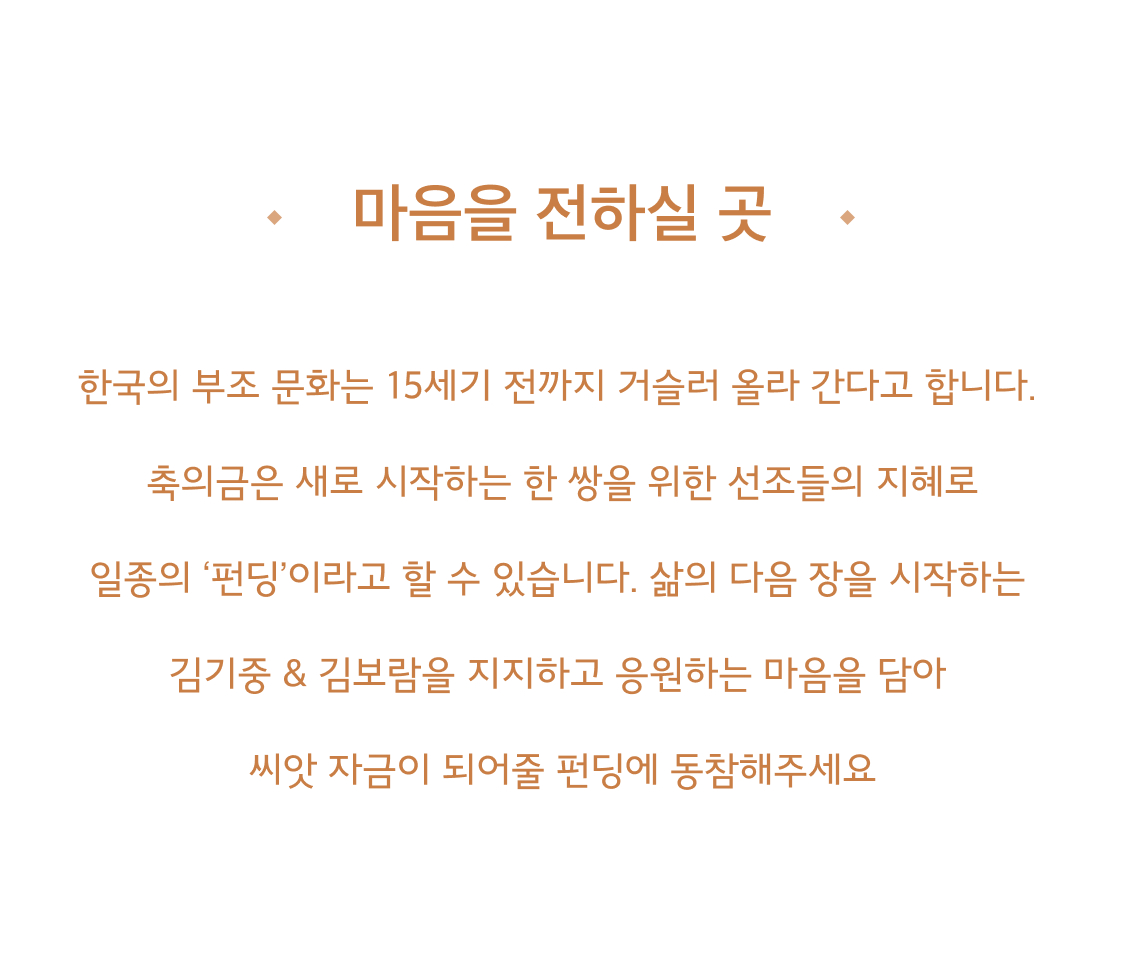 마음을 전하실 곳
한국의 부조 문화는 15세기 전까지 거슬러 올라 간다고 합니다.
축의금은 새로 시작하는 한 쌍을 위한 선조들의 지혜로
일종의 ‘펀딩’이라고 할 수 있습니다. 삶의 다음 장을 시작하는
김기중 & 김보람을 지지하고 응원하는 마음을 담아
씨앗 자금이 되어줄 펀딩에 동참해주세요